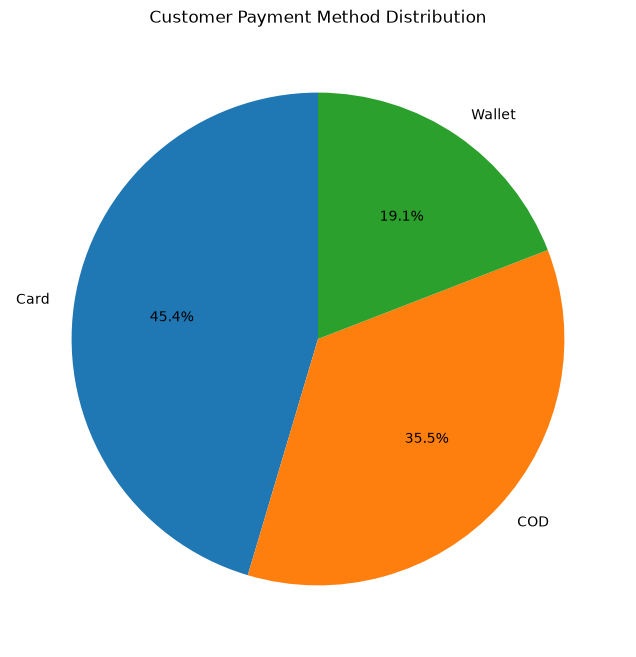 Customer Payment Method Distribution
Wallet
19.1%
Card
45.4%
35.5%
COD